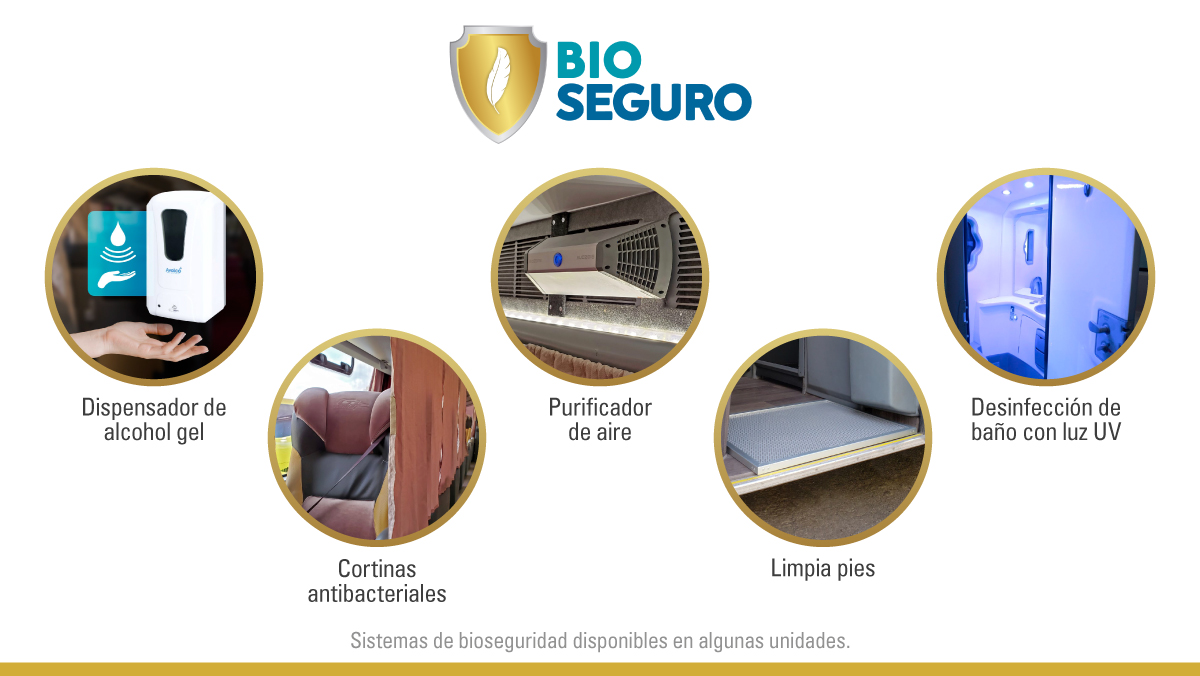 BIO
SEGURO
Dispensador de
alcohol gel
Cortinas
antibacteriales
Purificador
de aire
Limpia pies
Desinfección de
baño con luz UV
Sistemas de bioseguridad disponibles en algunas unidades.